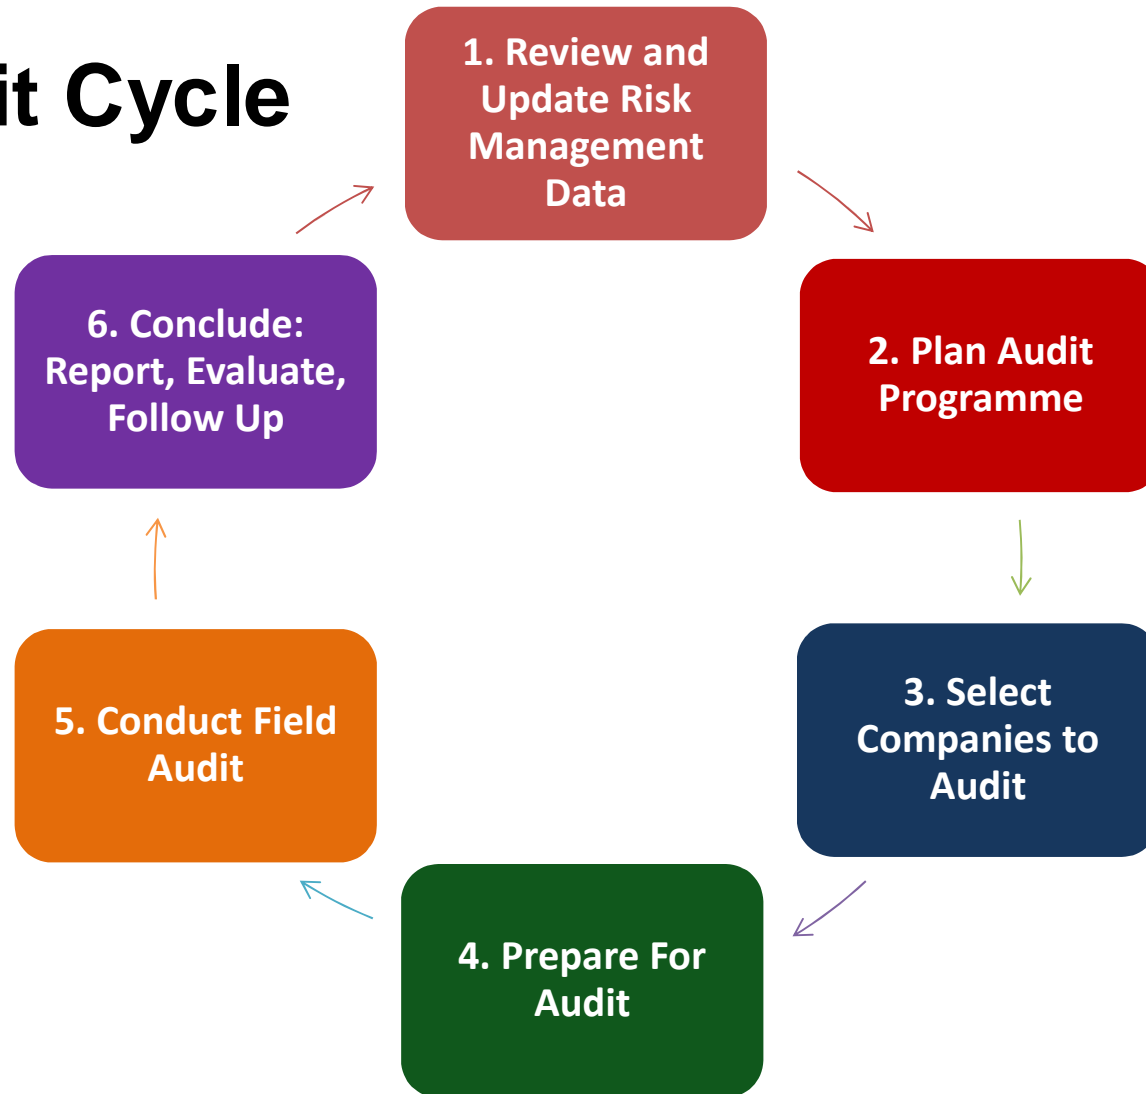 it Cycle
1. Review and
Update Risk
Management
Data
2. Plan Audit
Programme
3. Select
Companies to
Audit
4. Prepare For
Audit
5. Conduct Field
Audit
6. Conclude:
Report, Evaluate,
Follow Up